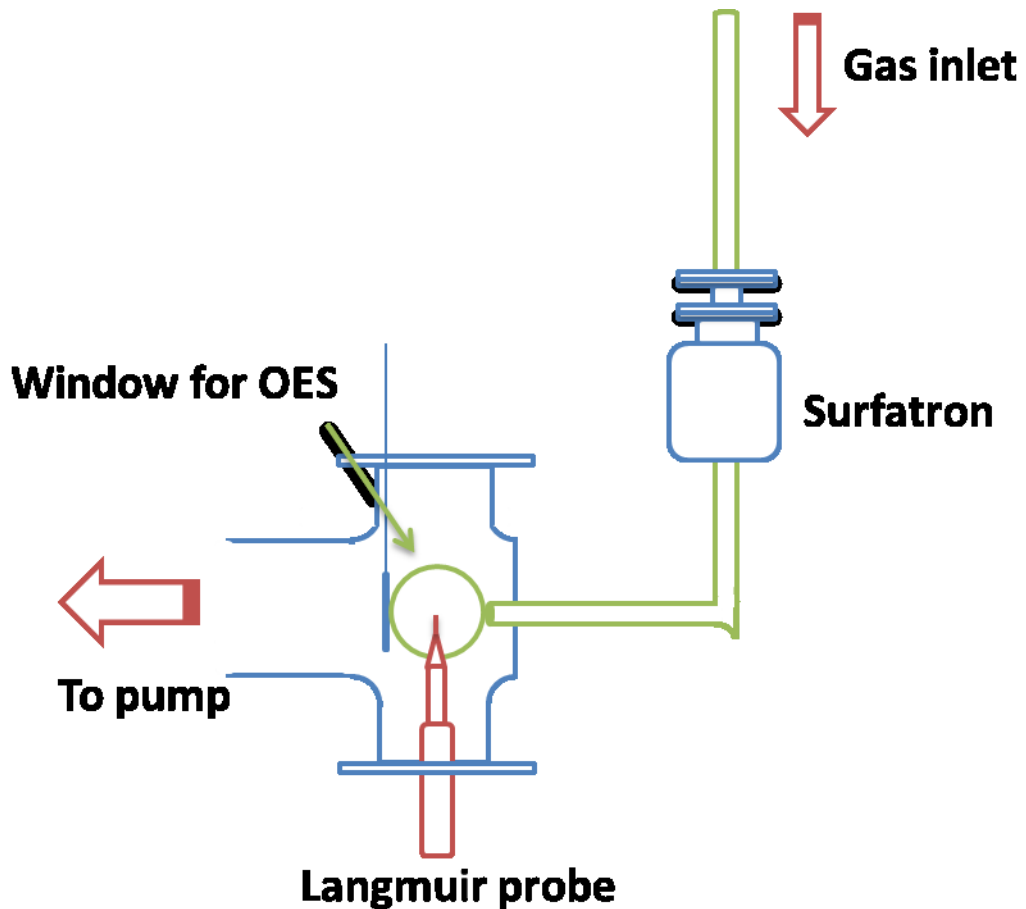 Gas inlet
Window for OES
Surfatron
To pump
Langmuir probe